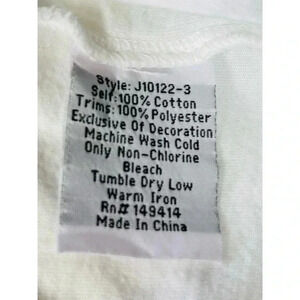 Style: J10122-3
Self:100% Cotton
Trims:100% Polyester
Exclusive Of Decoration
Machine Wash Cold
Only Non-Chlorine
Bleach
Tumble Dry Low
Warm Iron
Rn# 149414
Made In China